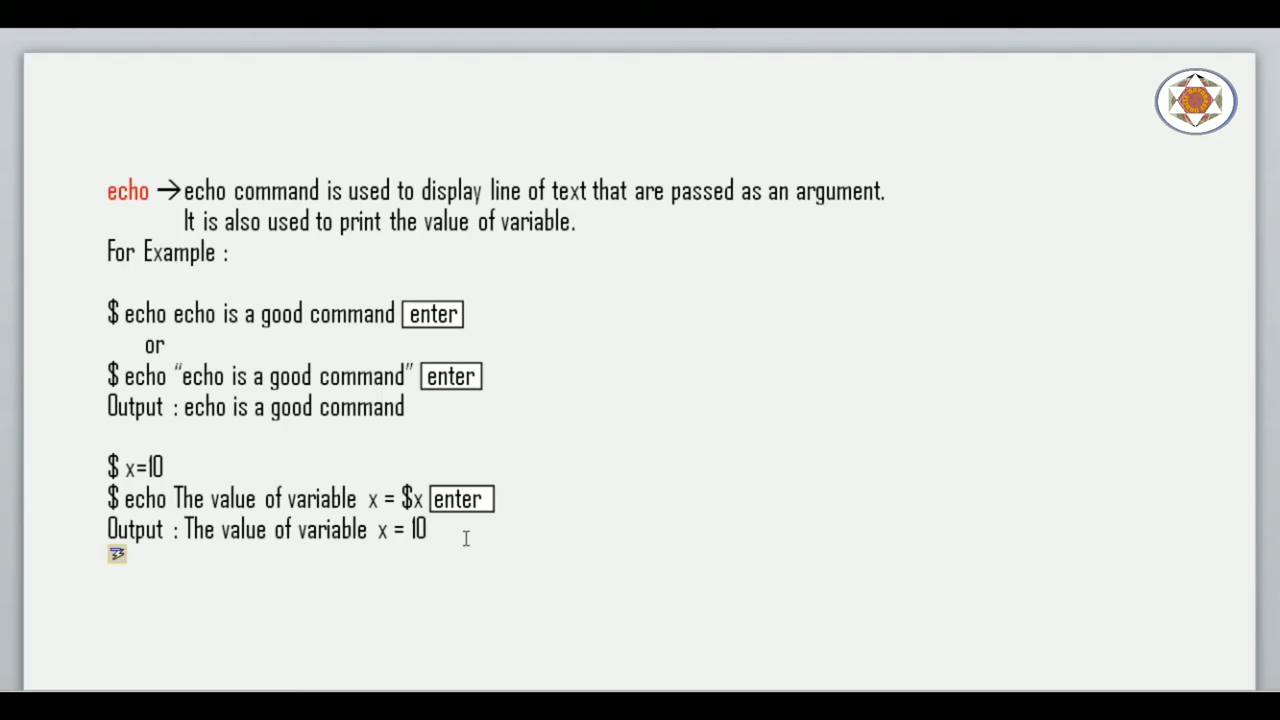 echo → echo command is used to display line of text that are passed as an argument.
It is also used to print the value of variable.
For Example :
$ echo echo is a good command enter
or
$ echo “echo is a good command” enter
Output : echo is a good command
$ x=10
$ echo The value of variable x = $x enter
Output : The value of variable x = 10